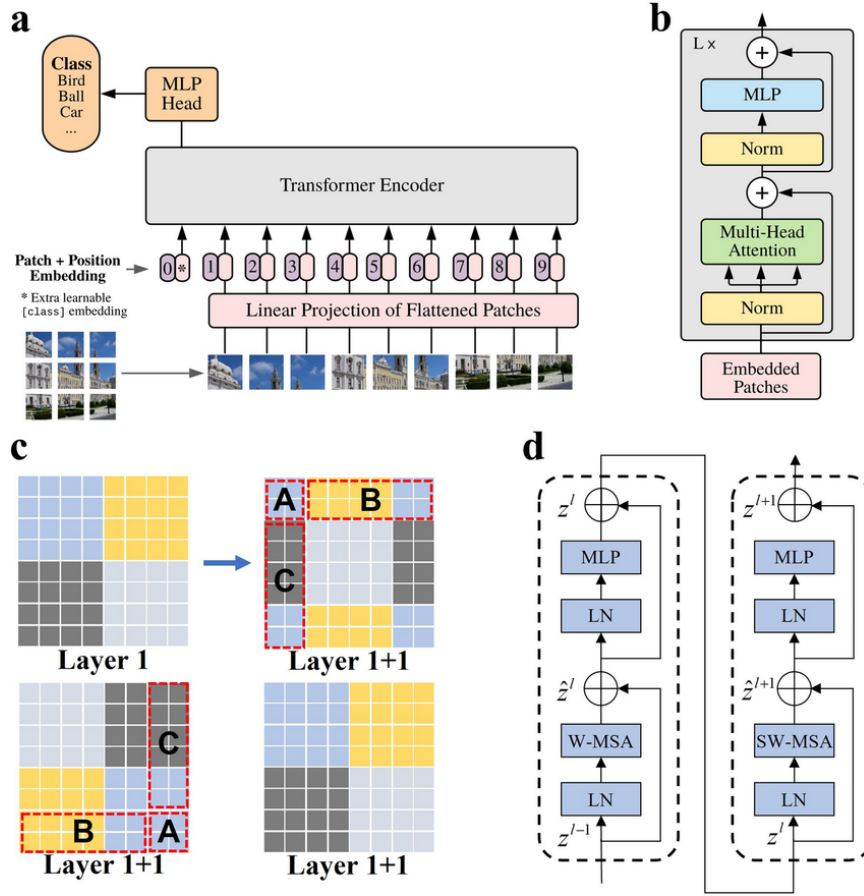 a
Class
Bird
Ball
Car
...
MLP
Head
Transformer Encoder
Patch + Position
Embedding
* Extra learnable
[class] embedding
0 * 1 2 3 4 5 6 7 8 9
Linear Projection of Flattened Patches
b
L ×
+
MLP
Norm
+
Multi-Head
Attention
Norm
Embedded
Patches
c
Layer 1
A B
C
Layer 1+1
C
B A
Layer 1+1
Layer 1+1
d
z^l
MLP
LN
ẑ^l
W-MSA
LN
z^{l-1}
z^{l+1}
MLP
LN
ẑ^{l+1}
SW-MSA
LN
z^l